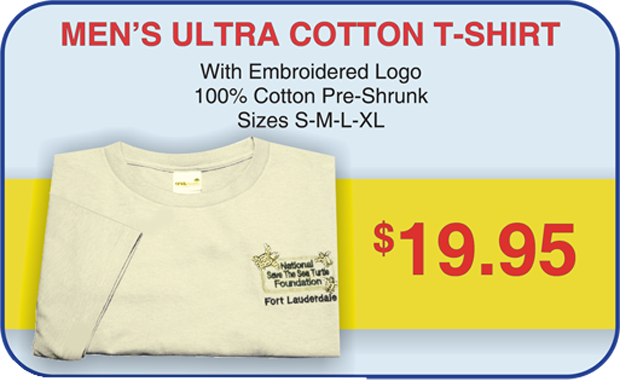 MEN'S ULTRA COTTON T-SHIRT
With Embroidered Logo
100% Cotton Pre-Shrunk
Sizes S-M-L-XL
$19.95
National
Save The Sea Turtle
Foundation
Fort Lauderdale